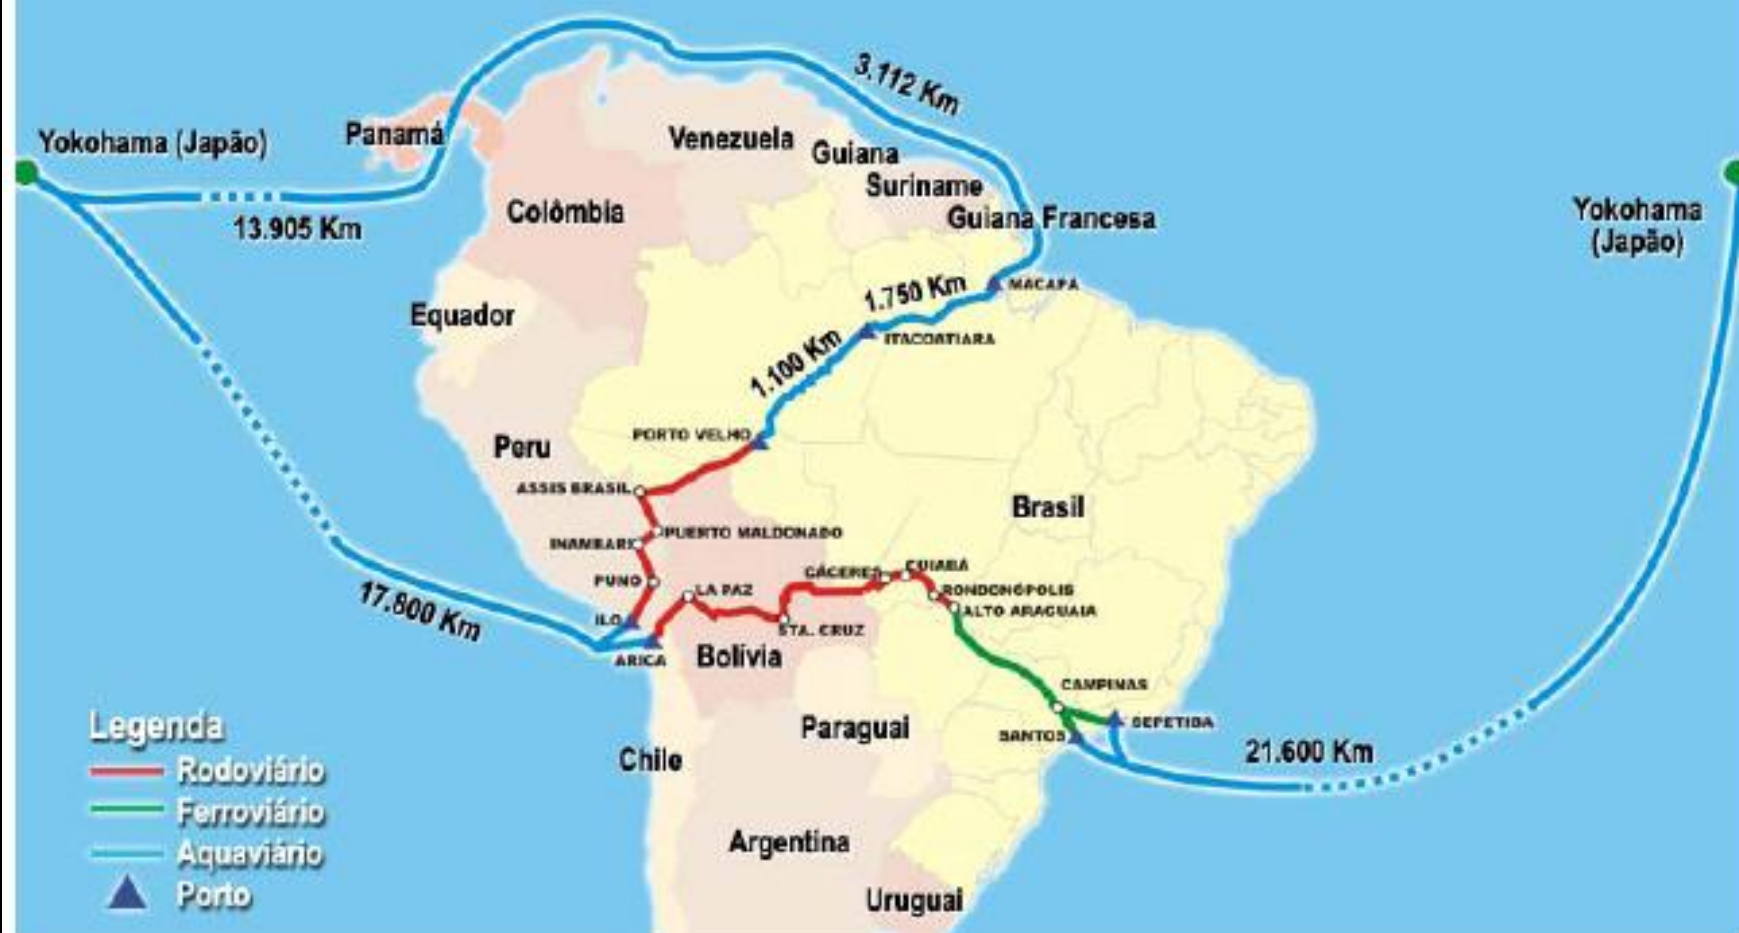 3.112 Km
Yokohama (Japão)
Panamá
Venezuela
Guiana
Suriname
Colômbia
Guiana Francesa
Yokohama
(Japão)
13.905 Km
MACAPA
1.750 Km
Equador
ITACOATIARA
1.100 Km
PORTO VELHO
Peru
ASSIS BRASIL
Brasil
PUERTO MALDONADO
INAMBARI
CUIABÁ
CÁCERES
PUNO
LA PAZ
RONDONÓPOLIS
17.800 Km
ALTO ARAGUAIA
ILO
STA. CRUZ
ARICA
Bolívia
CAMPINAS
Legenda
Paraguai
SEPETIBA
SANTOS
21.600 Km
Chile
Rodoviário
Ferroviário
Argentina
Aquaviário
Porto
Uruguai